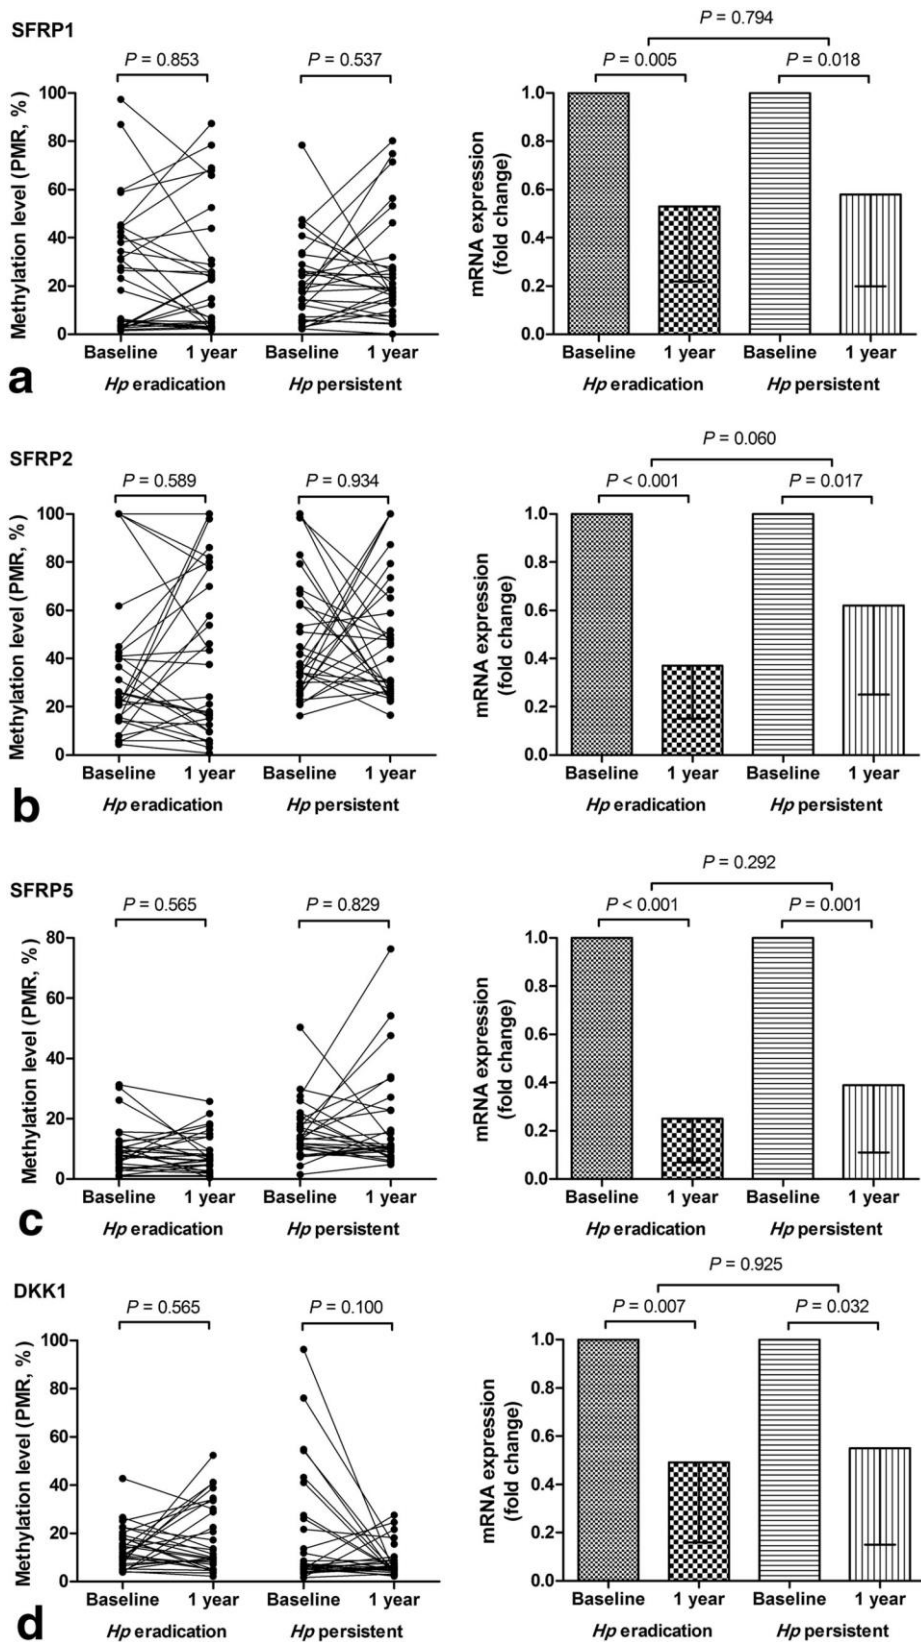 SFRP1
P = 0.853
P = 0.537
Methylation level (PMR, %)
100
80
60
40
20
0
Baseline 1 year Baseline 1 year
Hp eradication Hp persistent
P = 0.794
P = 0.005
P = 0.018
mRNA expression
(fold change)
1.0
0.8
0.6
0.4
0.2
0.0
Baseline 1 year Baseline 1 year
Hp eradication Hp persistent
a
SFRP2
P = 0.589
P = 0.934
Methylation level (PMR, %)
100
80
60
40
20
0
Baseline 1 year Baseline 1 year
Hp eradication Hp persistent
P = 0.060
P < 0.001
P = 0.017
mRNA expression
(fold change)
1.0
0.8
0.6
0.4
0.2
0.0
Baseline 1 year Baseline 1 year
Hp eradication Hp persistent
b
SFRP5
P = 0.565
P = 0.829
Methylation level (PMR, %)
80
60
40
20
0
Baseline 1 year Baseline 1 year
Hp eradication Hp persistent
P = 0.292
P < 0.001
P = 0.001
mRNA expression
(fold change)
1.0
0.8
0.6
0.4
0.2
0.0
Baseline 1 year Baseline 1 year
Hp eradication Hp persistent
c
DKK1
P = 0.565
P = 0.100
Methylation level (PMR, %)
100
80
60
40
20
0
Baseline 1 year Baseline 1 year
Hp eradication Hp persistent
P = 0.925
P = 0.007
P = 0.032
mRNA expression
(fold change)
1.0
0.8
0.6
0.4
0.2
0.0
Baseline 1 year Baseline 1 year
Hp eradication Hp persistent
d